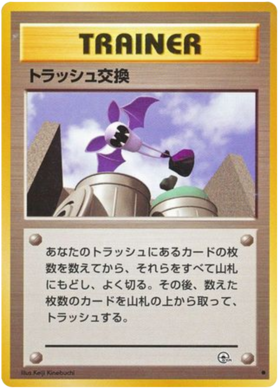 TRAINER
トラッシュ交換
あなたのトラッシュにあるカードの枚
数を数えてから、それらをすべて山札
にもどし、よく切る。その後、数えた
枚数のカードを山札の上から取って、
トラッシュする。
Illus. Keiji Kinebuchi